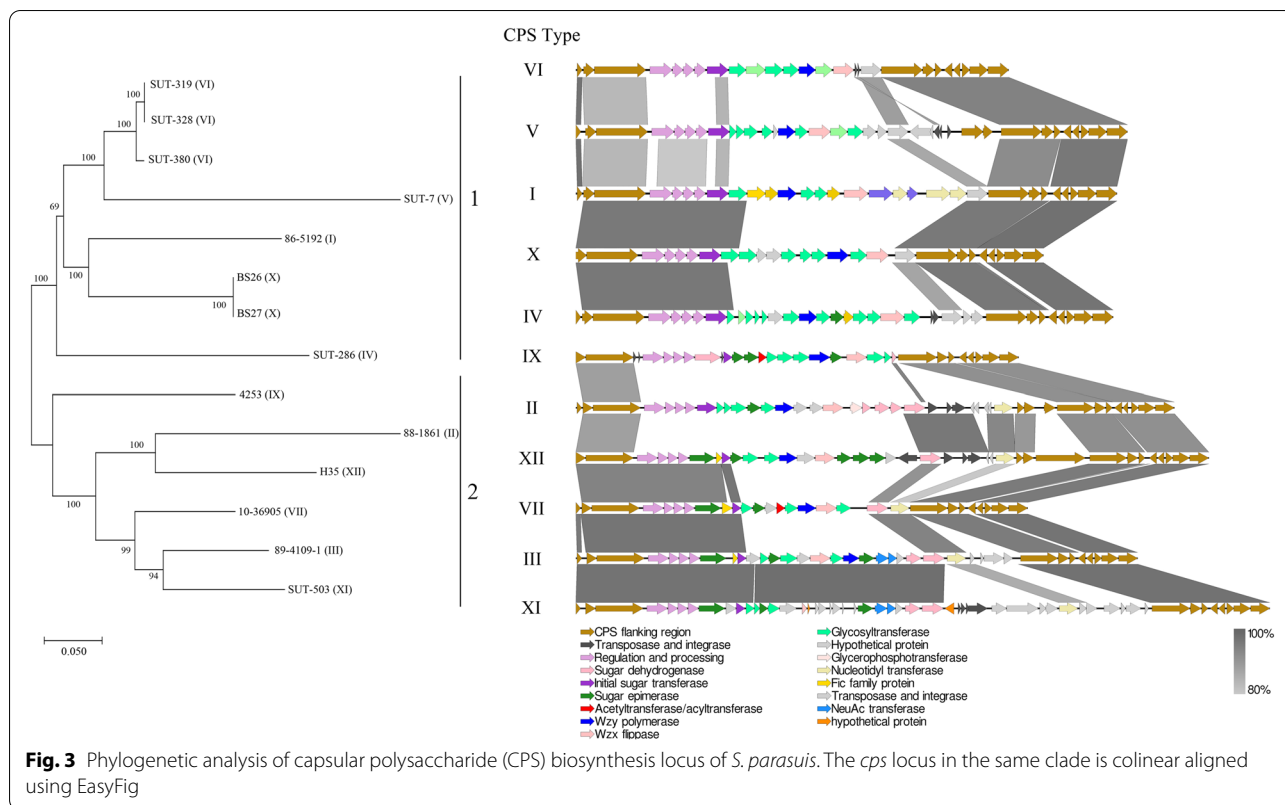 CPS Type
SUT-319 (VI)
100
100
SUT-328 (VI)
100
SUT-380 (VI)
100
SUT-7 (V)
69
1
86-5192 (I)
100
100
BS26 (X)
100
BS27 (X)
SUT-286 (IV)
4253 (IX)
88-1861 (II)
100
H35 (XII)
2
100
10-36905 (VII)
99
89-4109-1 (III)
94
SUT-503 (XI)
0.050
VI
V
I
X
IV
IX
II
XII
VII
III
XI
CPS flanking region
Transposase and integrase
Regulation and processing
Sugar dehydrogenase
Initial sugar transferase
Sugar epimerase
Acetyltransferase/acyltransferase
Wzy polymerase
Wzx flippase
Glycosyltransferase
Hypothetical protein
Glycerophosphotransferase
Nucleotidyl transferase
Fic family protein
Transposase and integrase
NeuAc transferase
hypothetical protein
100%
80%
Fig. 3 Phylogenetic analysis of capsular polysaccharide (CPS) biosynthesis locus of S. parasuis. The cps locus in the same clade is colinear aligned
using EasyFig